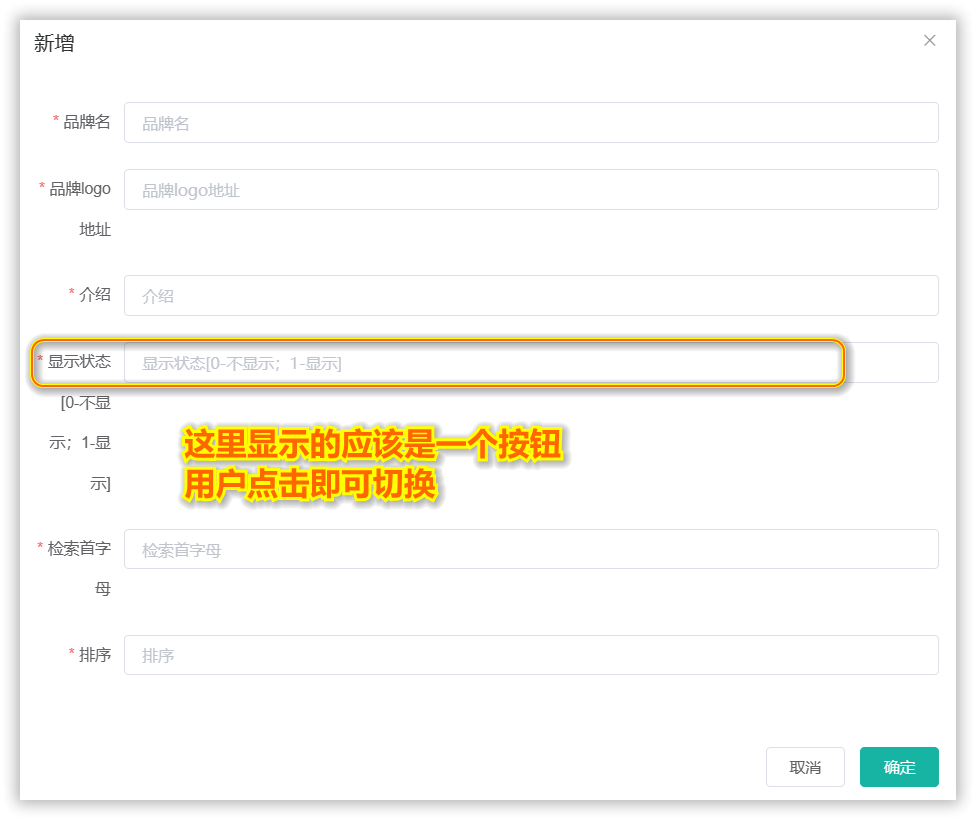 新增
* 品牌名
品牌名
* 品牌logo
地址
品牌logo地址
* 介绍
介绍
* 显示状态
[0-不显
示；1-显
示]
显示状态[0-不显示；1-显示]
这里显示的应该是一个按钮
用户点击即可切换
* 检索首字
母
检索首字母
* 排序
排序
取消
确定